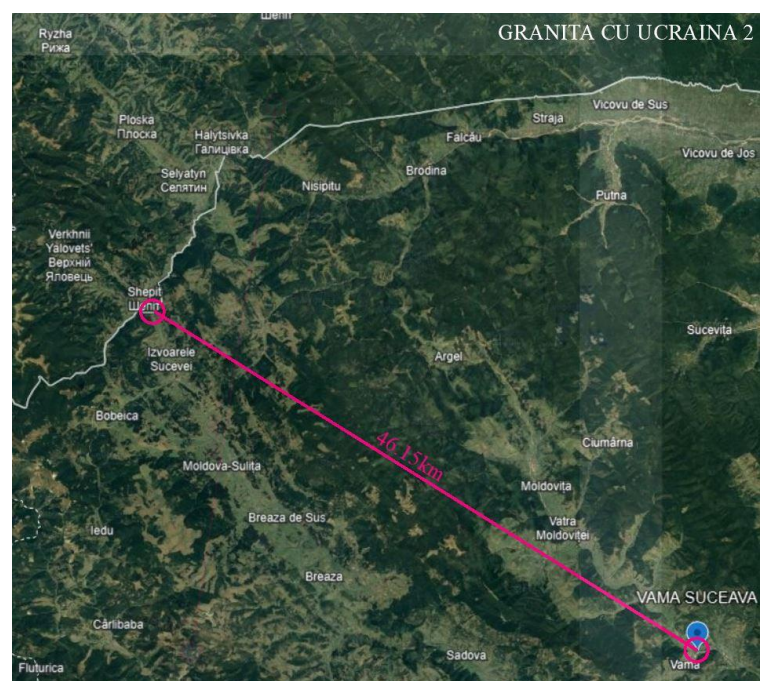 Шепіт
GRANITA CU UCRAINA 2
Ryzha
Рижа
Vicovu de Sus
Ploska
Плоска
Straja
Halytsivka
Галицівка
Falcău
Vicovu de Jos
Selyatyn
Селятин
Brodina
Nisipitu
Putna
Verkhnii
Yalovets'
Верхній
Яловець
Shepit
Шепіт
Sucevița
Izvoarele
Sucevei
Argel
Bobeica
46.15km
Ciumârna
Moldova-Sulița
Moldovița
Breaza de Sus
Vatra
Moldoviței
Iedu
Breaza
VAMA SUCEAVA
Cârlibaba
Sadova
Vama
Fluturica